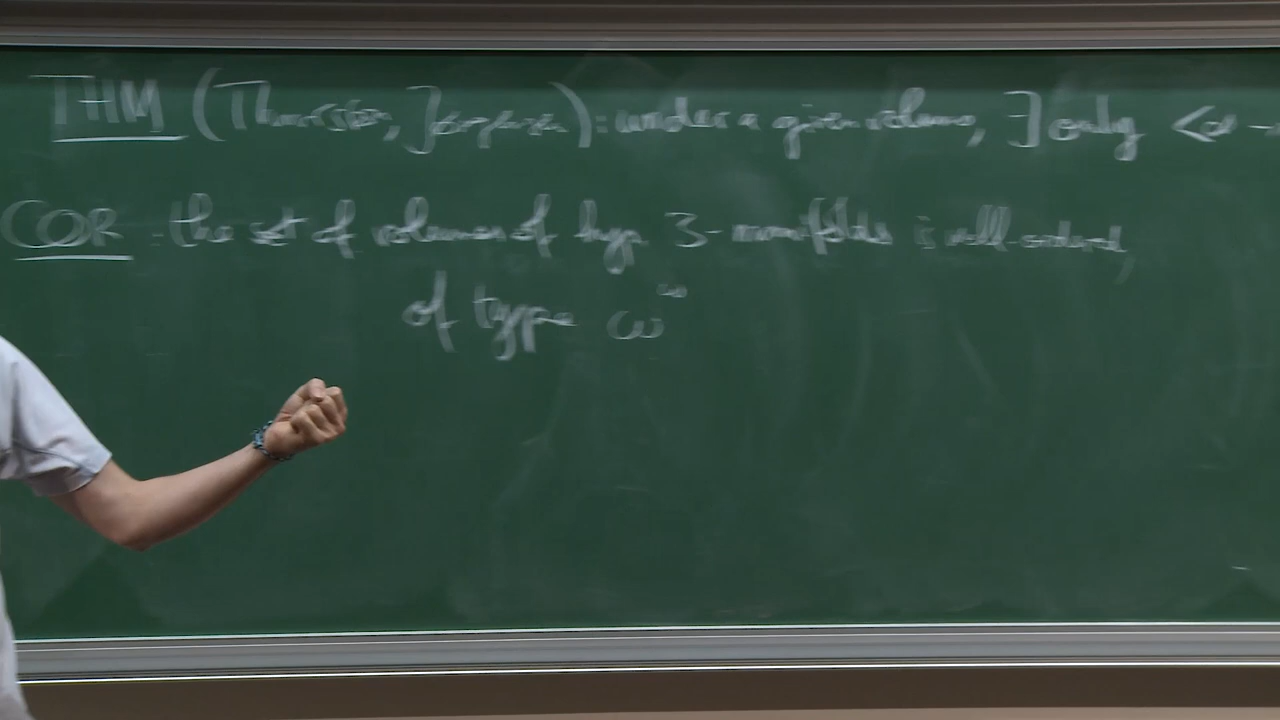 THM (Thurston, Jorgensen): under a given volume, ∃ only <∞-
COR: the set of volumes of hyp. 3-manifolds is well-ordered,
of type ω^ω